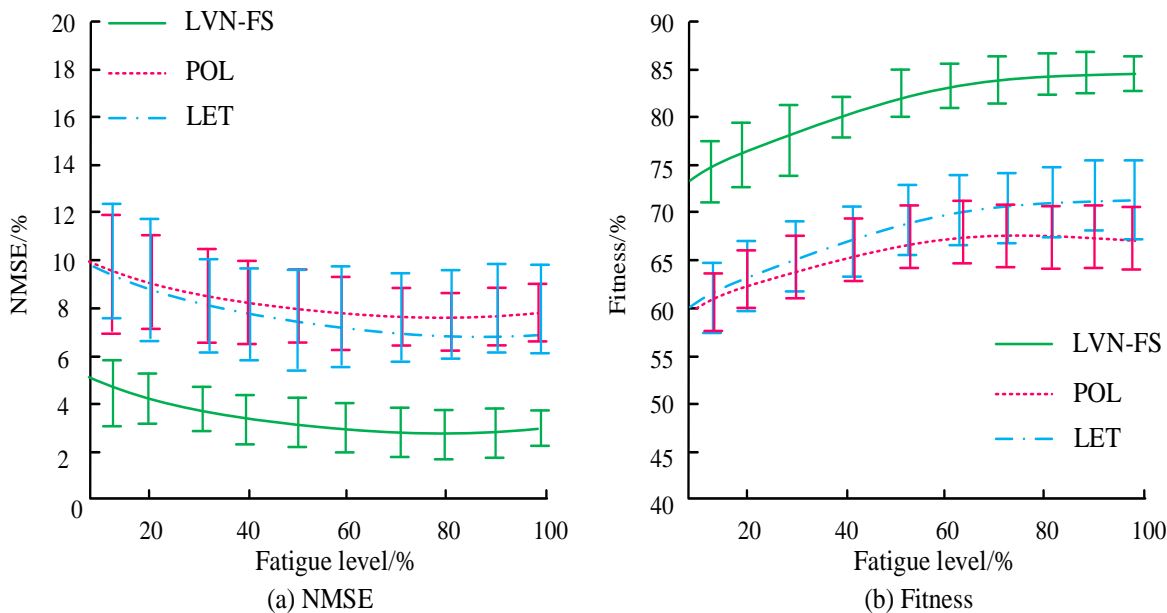 20
18
16
14
12
10
8
6
4
2
0
NMSE/%
LVN-FS
POL
LET
20
40
60
80
100
Fatigue level/%
(a) NMSE
90
85
80
75
70
65
60
55
50
45
40
Fitness/%
LVN-FS
POL
LET
20
40
60
80
100
Fatigue level/%
(b) Fitness